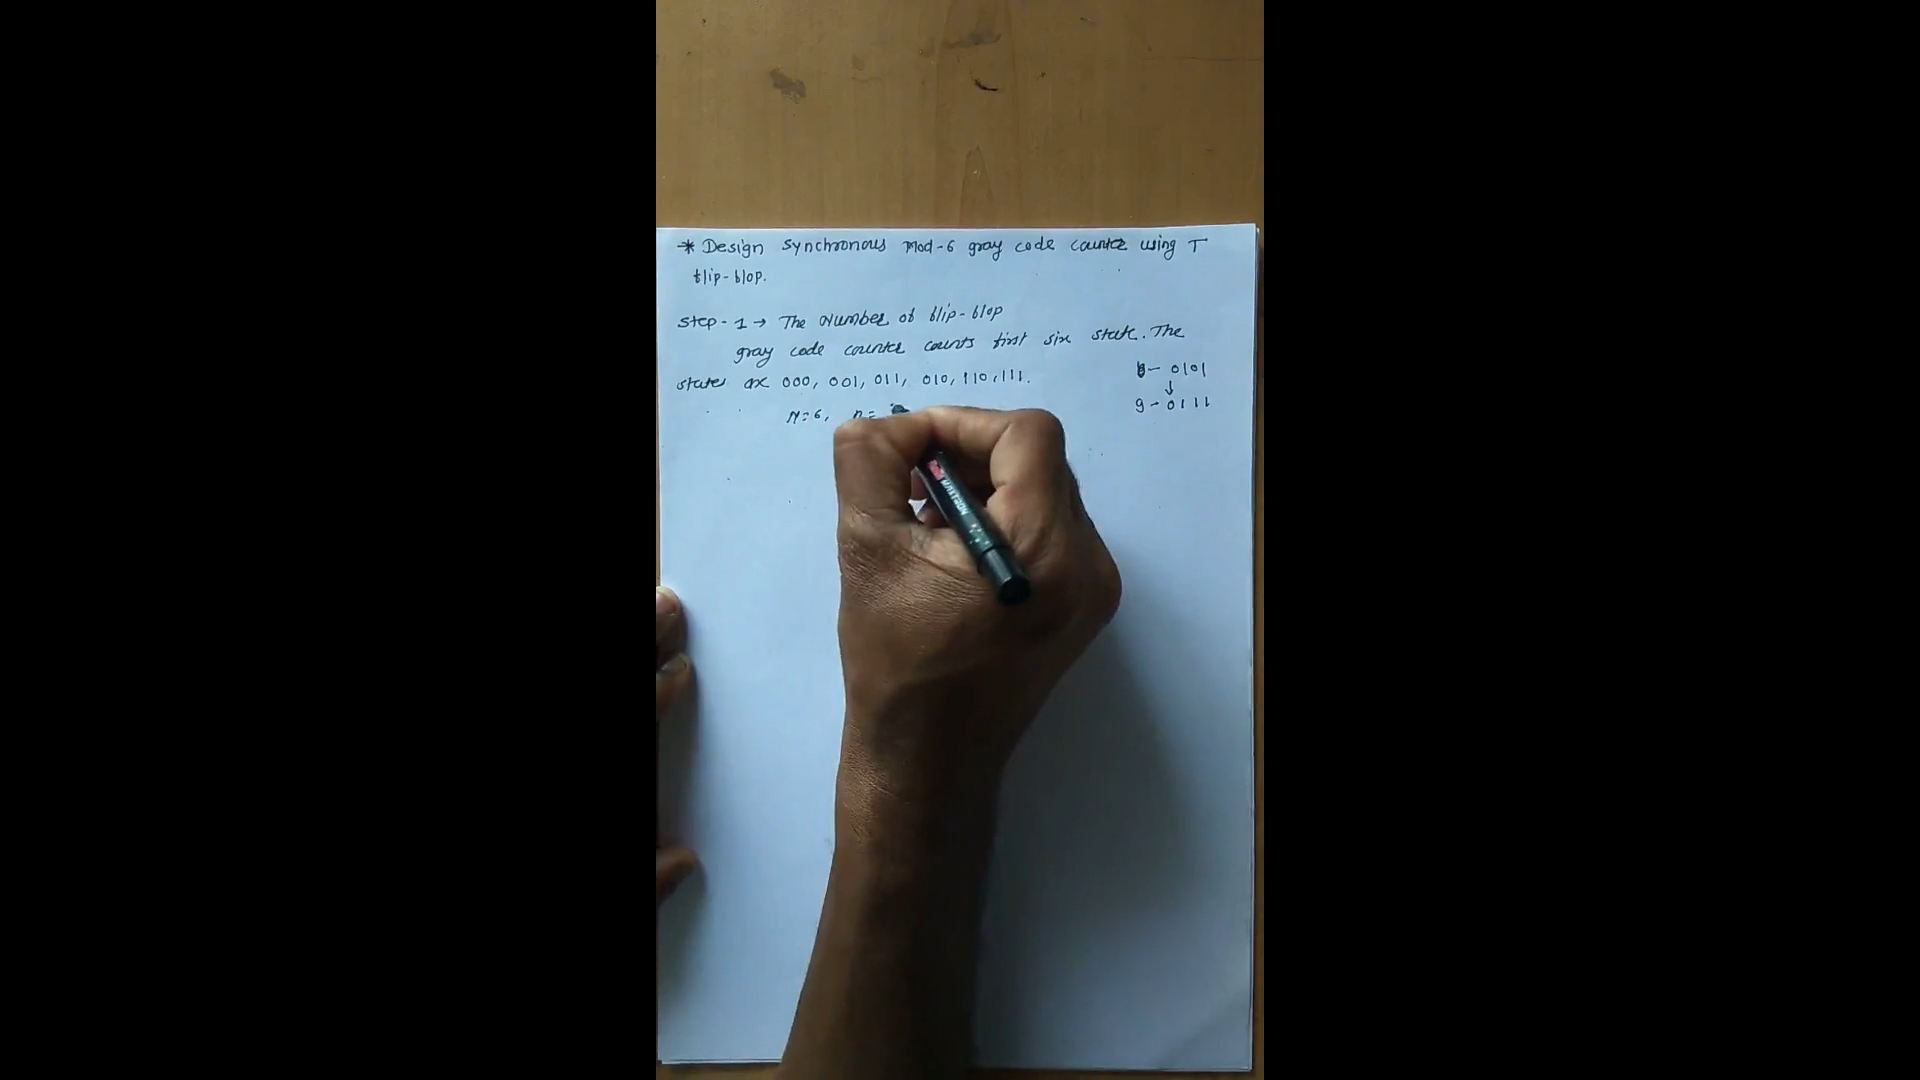 * Design synchronous Mod-6 gray code counter using T
flip-flop.
Step-1 → The Number of flip-flop
gray code counter counts first six state. The
states are 000, 001, 011, 010, 110, 111.
b - 0101
↓
g - 0111
N=6, n=